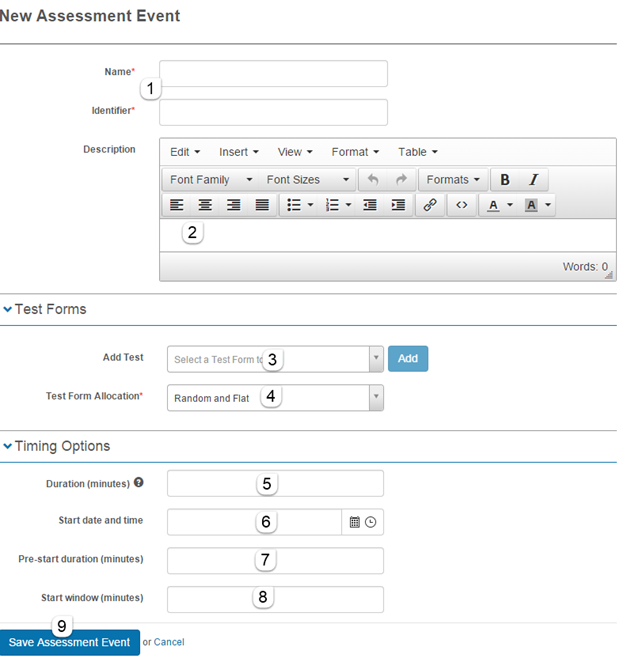 New Assessment Event
Name*
1
Identifier*
Description
Edit Insert View Format Table
Font Family Font Sizes Formats B I
<> A A
2
Words: 0
Test Forms
Add Test Select a Test Form to 3 Add
Test Form Allocation* Random and Flat 4
Timing Options
Duration (minutes) ? 5
Start date and time 6
Pre-start duration (minutes) 7
Start window (minutes) 8
9
Save Assessment Event or Cancel